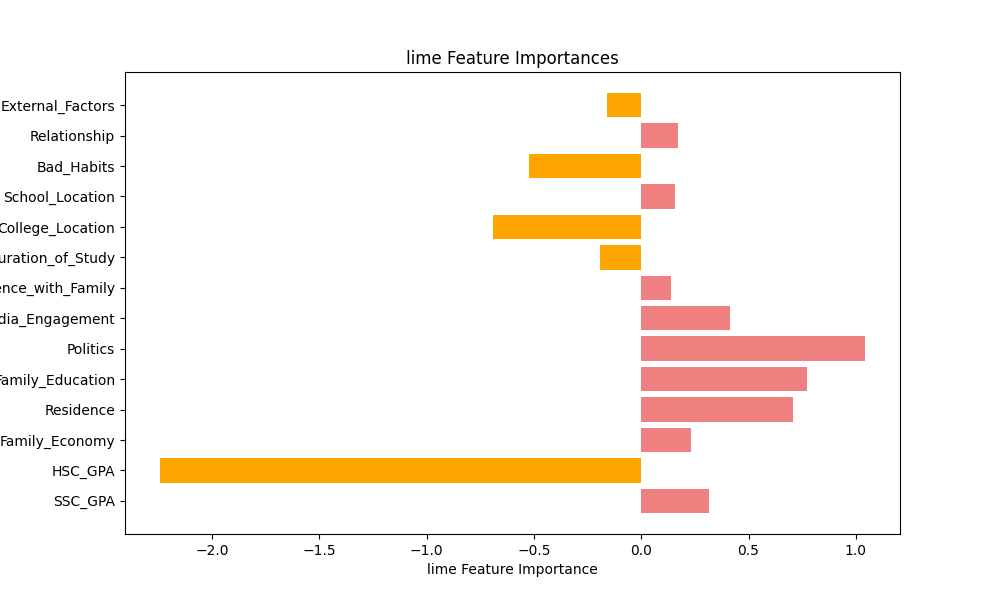 lime Feature Importances
External_Factors
Relationship
Bad_Habits
School_Location
College_Location
uration_of_Study
ence_with_Family
dia_Engagement
Politics
Family_Education
Residence
Family_Economy
HSC_GPA
SSC_GPA
−2.0 −1.5 −1.0 −0.5 0.0 0.5 1.0
lime Feature Importance